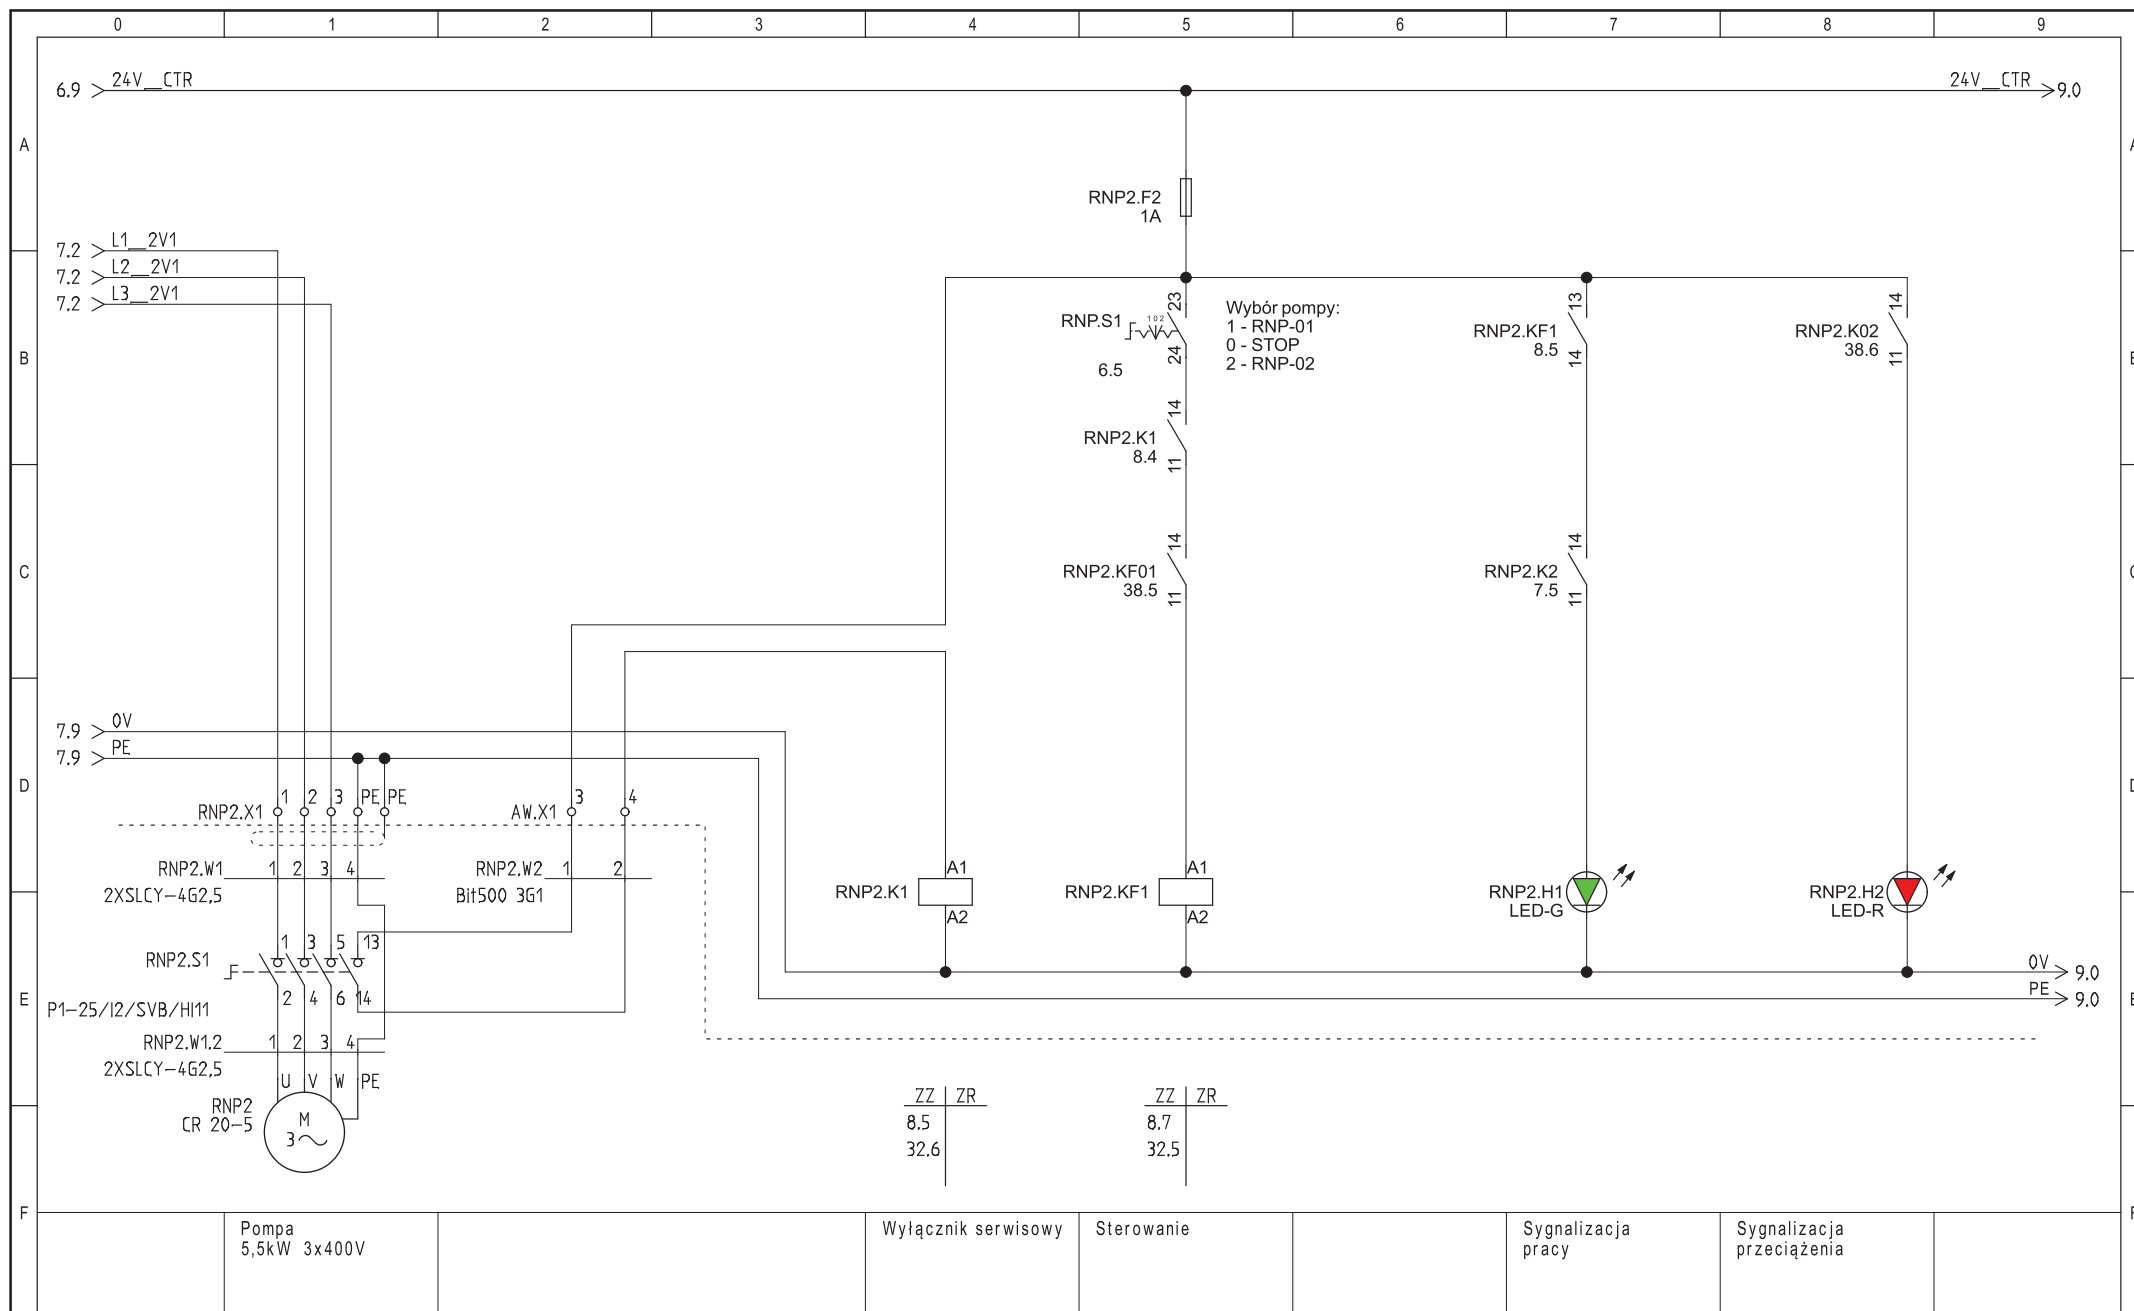 0 1 2 3 4 5 6 7 8 9
6.9 24V__CTR 24V__CTR 9.0
A
RNP2.F2
1A
7.2 L1__2V1
7.2 L2__2V1
7.2 L3__2V1
B
RNP.S1 1 0 2 23
24
6.5
Wybór pompy:
1 - RNP-01
0 - STOP
2 - RNP-02
RNP2.KF1 13
8.5 14
RNP2.K02 14
38.6 11
RNP2.K1 14
8.4 11
C
RNP2.KF01 14
38.5 11
RNP2.K2 14
7.5 11
7.9 0V
7.9 PE
D
RNP2.X1 1 2 3 PE PE
AW.X1 3 4
RNP2.W1 1 2 3 4
2XSLCY-4G2,5
RNP2.W2 1 2
Bit500 3G1
RNP2.K1 A1
A2
RNP2.KF1 A1
A2
RNP2.H1
LED-G
RNP2.H2
LED-R
E
RNP2.S1 1 3 5 13
2 4 6 14
P1-25/I2/SVB/HI11
0V 9.0
PE 9.0
RNP2.W1.2 1 2 3 4
2XSLCY-4G2,5
U V W PE
RNP2
CR 20-5
M
3
ZZ ZR
8.5
32.6
ZZ ZR
8.7
32.5
F
Pompa
5,5kW 3x400V
Wyłącznik serwisowy
Sterowanie
Sygnalizacja
pracy
Sygnalizacja
przeciążenia